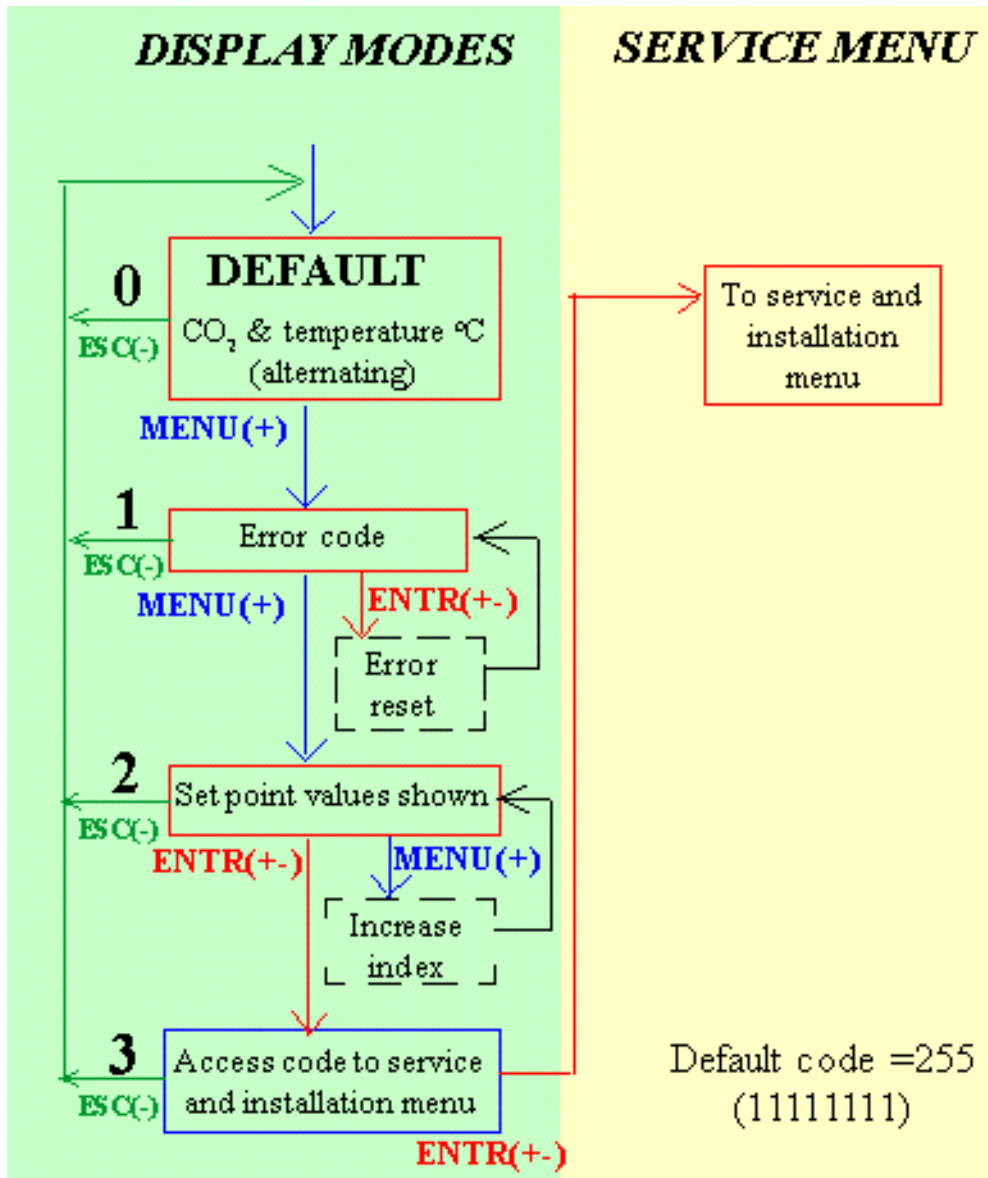 DISPLAY MODES
SERVICE MENU
0
DEFAULT
CO₂ & temperature °C
(alternating)
ESC(-)
To service and
installation
menu
MENU(+)
1
Error code
ESC(-)
MENU(+)
ENTR(+-)
Error
reset
2
Set point values shown
ESC(-)
ENTR(+-)
MENU(+)
Increase
index
3
Access code to service
and installation menu
ESC(-)
ENTR(+-)
Default code =255
(11111111)